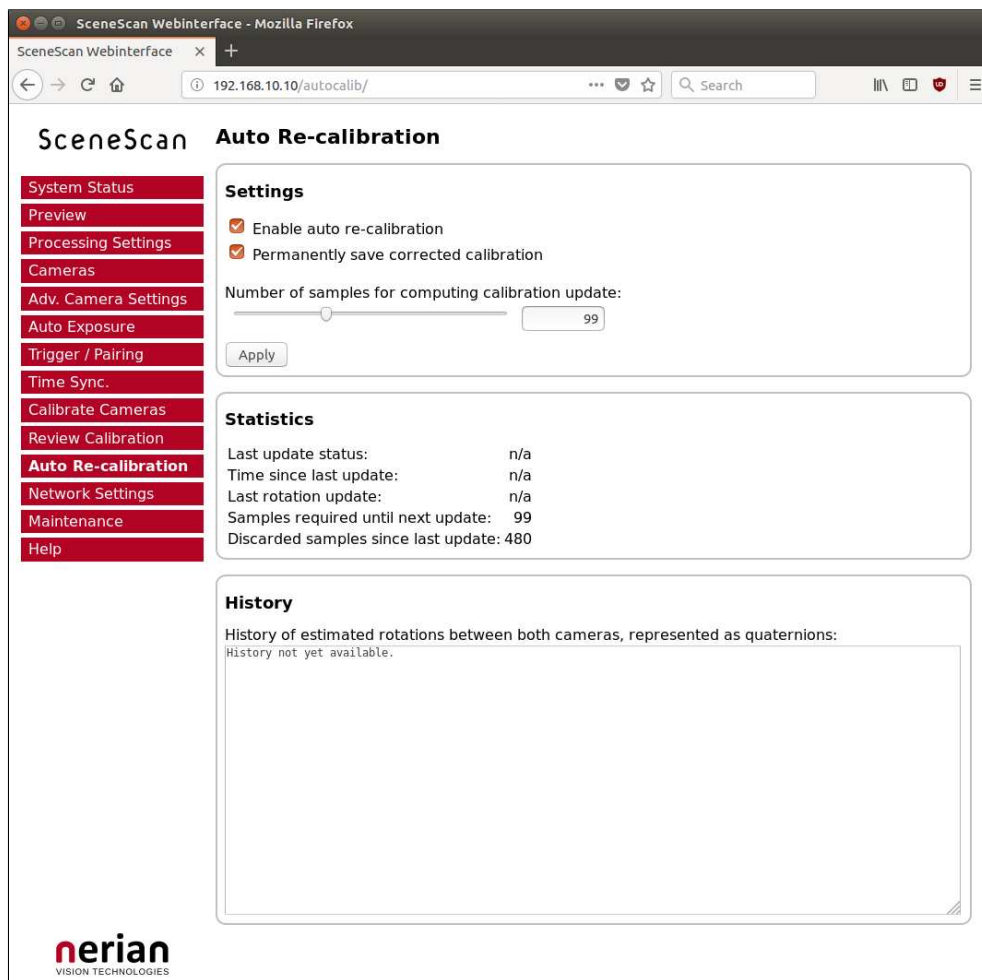 SceneScan Webinterface - Mozilla Firefox
SceneScan Webinterface × +
192.168.10.10/autocalib/ Search
SceneScan
System Status
Preview
Processing Settings
Cameras
Adv. Camera Settings
Auto Exposure
Trigger / Pairing
Time Sync.
Calibrate Cameras
Review Calibration
Auto Re-calibration
Network Settings
Maintenance
Help
nerian
VISION TECHNOLOGIES
Auto Re-calibration
Settings
Enable auto re-calibration
Permanently save corrected calibration
Number of samples for computing calibration update:
99
Apply
Statistics
Last update status: n/a
Time since last update: n/a
Last rotation update: n/a
Samples required until next update: 99
Discarded samples since last update: 480
History
History of estimated rotations between both cameras, represented as quaternions:
History not yet available.